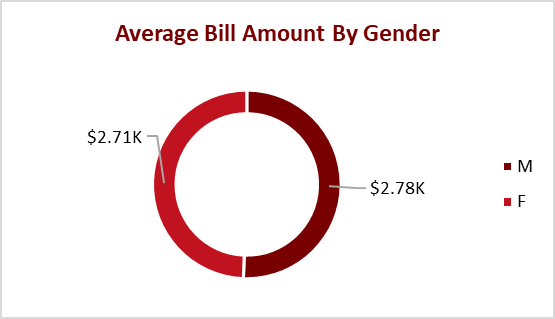 Average Bill Amount By Gender
$2.71K
$2.78K
M
F